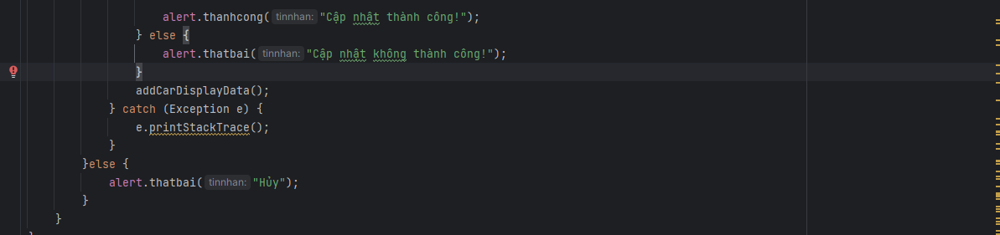 alert.thanhcong( tinnhan: "Cập nhật thành công!");
} else {
alert.thatbai( tinnhan: "Cập nhật không thành công!");
}
addCarDisplayData();
} catch (Exception e) {
e.printStackTrace();
}
}else {
alert.thatbai( tinnhan: "Hủy");
}
}